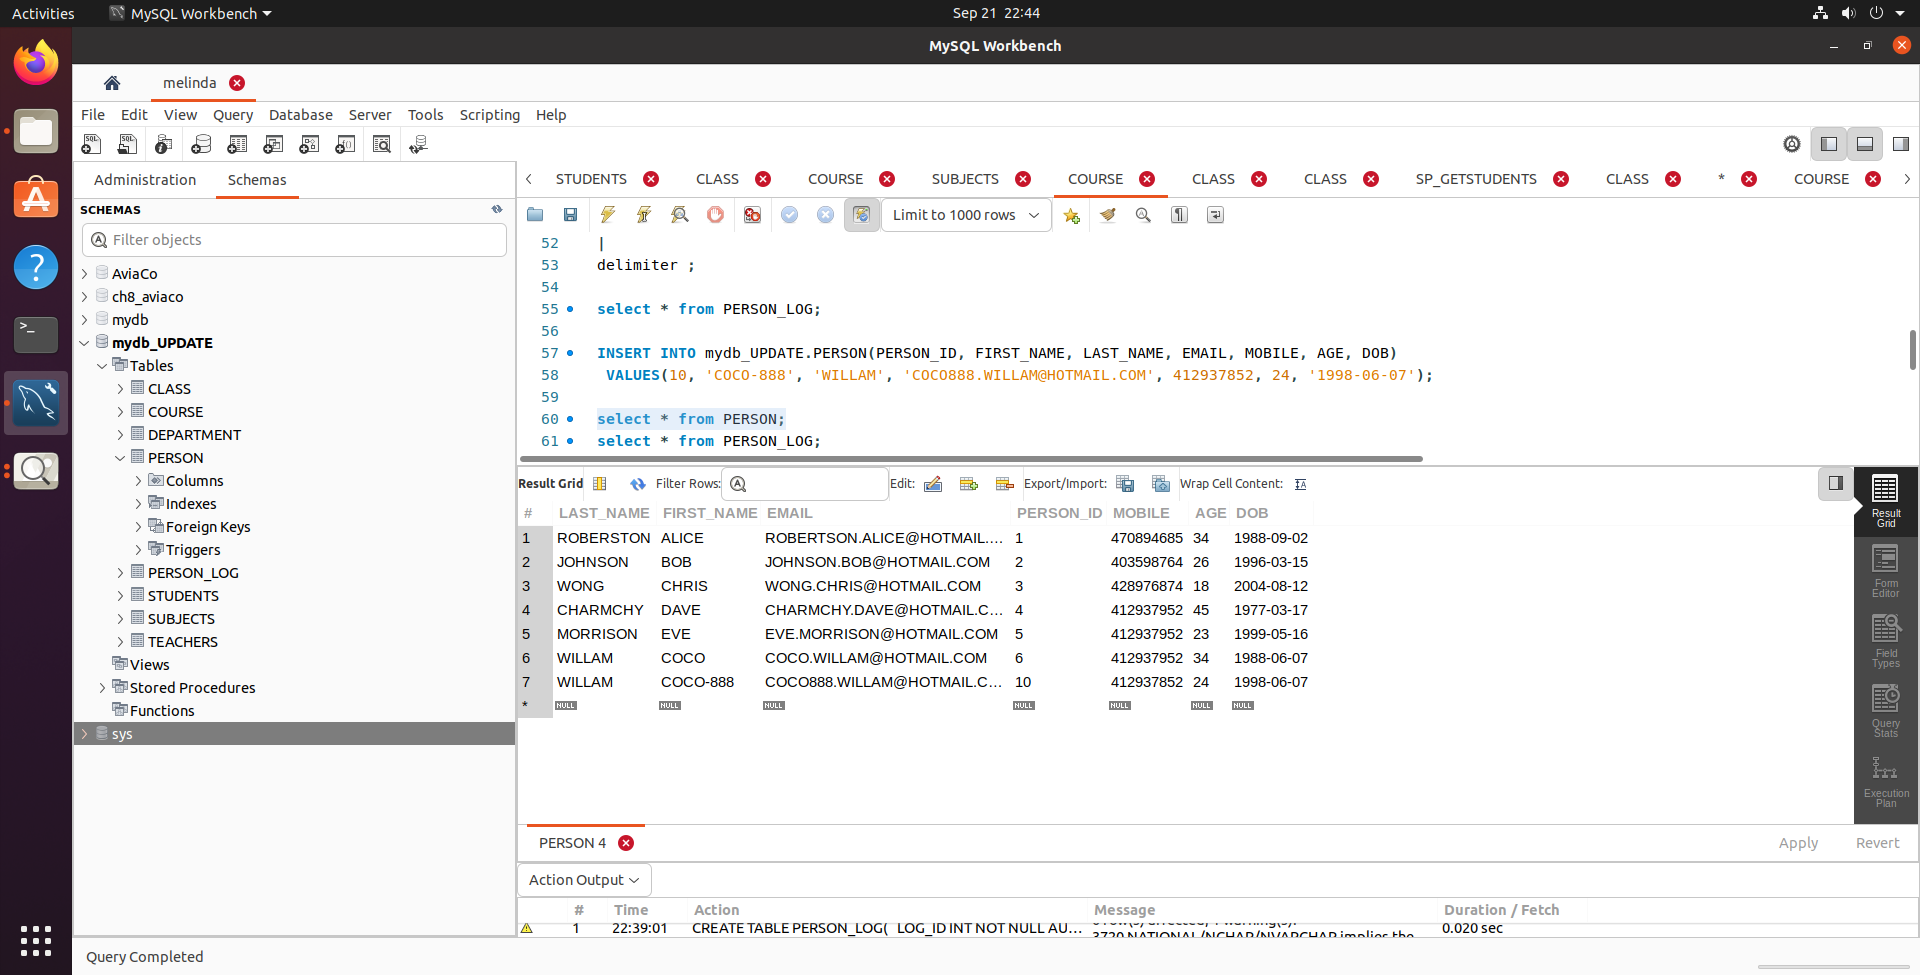 Activities MySQL Workbench Sep 21 22:44
MySQL Workbench
melinda
File Edit View Query Database Server Tools Scripting Help
Administration Schemas
SCHEMAS
Filter objects
AviaCo
ch8_aviaco
mydb
mydb_UPDATE
Tables
CLASS
COURSE
DEPARTMENT
PERSON
Columns
Indexes
Foreign Keys
Triggers
PERSON_LOG
STUDENTS
SUBJECTS
TEACHERS
Views
Stored Procedures
Functions
sys
STUDENTS CLASS COURSE SUBJECTS COURSE CLASS CLASS SP_GETSTUDENTS CLASS * COURSE
Limit to 1000 rows
52 |
53 delimiter ;
54
55 select * from PERSON_LOG;
56
57 INSERT INTO mydb_UPDATE.PERSON(PERSON_ID, FIRST_NAME, LAST_NAME, EMAIL, MOBILE, AGE, DOB)
58 VALUES(10, 'COCO-888', 'WILLAM', 'COCO888.WILLAM@HOTMAIL.COM', 412937852, 24, '1998-06-07');
59
60 select * from PERSON;
61 select * from PERSON_LOG;
Result Grid Filter Rows: Edit: Export/Import: Wrap Cell Content:
# LAST_NAME FIRST_NAME EMAIL PERSON_ID MOBILE AGE DOB
1 ROBERSTON ALICE ROBERTSON.ALICE@HOTMAIL.... 1 470894685 34 1988-09-02
2 JOHNSON BOB JOHNSON.BOB@HOTMAIL.COM 2 403598764 26 1996-03-15
3 WONG CHRIS WONG.CHRIS@HOTMAIL.COM 3 428976874 18 2004-08-12
4 CHARMCHY DAVE CHARMCHY.DAVE@HOTMAIL.C... 4 412937952 45 1977-03-17
5 MORRISON EVE EVE.MORRISON@HOTMAIL.COM 5 412937952 23 1999-05-16
6 WILLAM COCO COCO.WILLAM@HOTMAIL.COM 6 412937952 34 1988-06-07
7 WILLAM COCO-888 COCO888.WILLAM@HOTMAIL.C... 10 412937852 24 1998-06-07
* NULL NULL NULL NULL NULL NULL NULL
Result
Grid
Form
Editor
Field
Types
Query
Stats
Execution
Plan
PERSON 4 Apply Revert
Action Output
# Time Action Message Duration / Fetch
1 22:39:01 CREATE TABLE PERSON_LOG( LOG_ID INT NOT NULL AU... 0.020 sec
3720 NATIONAL/NCHAR/NVARCHAR implies the
Query Completed